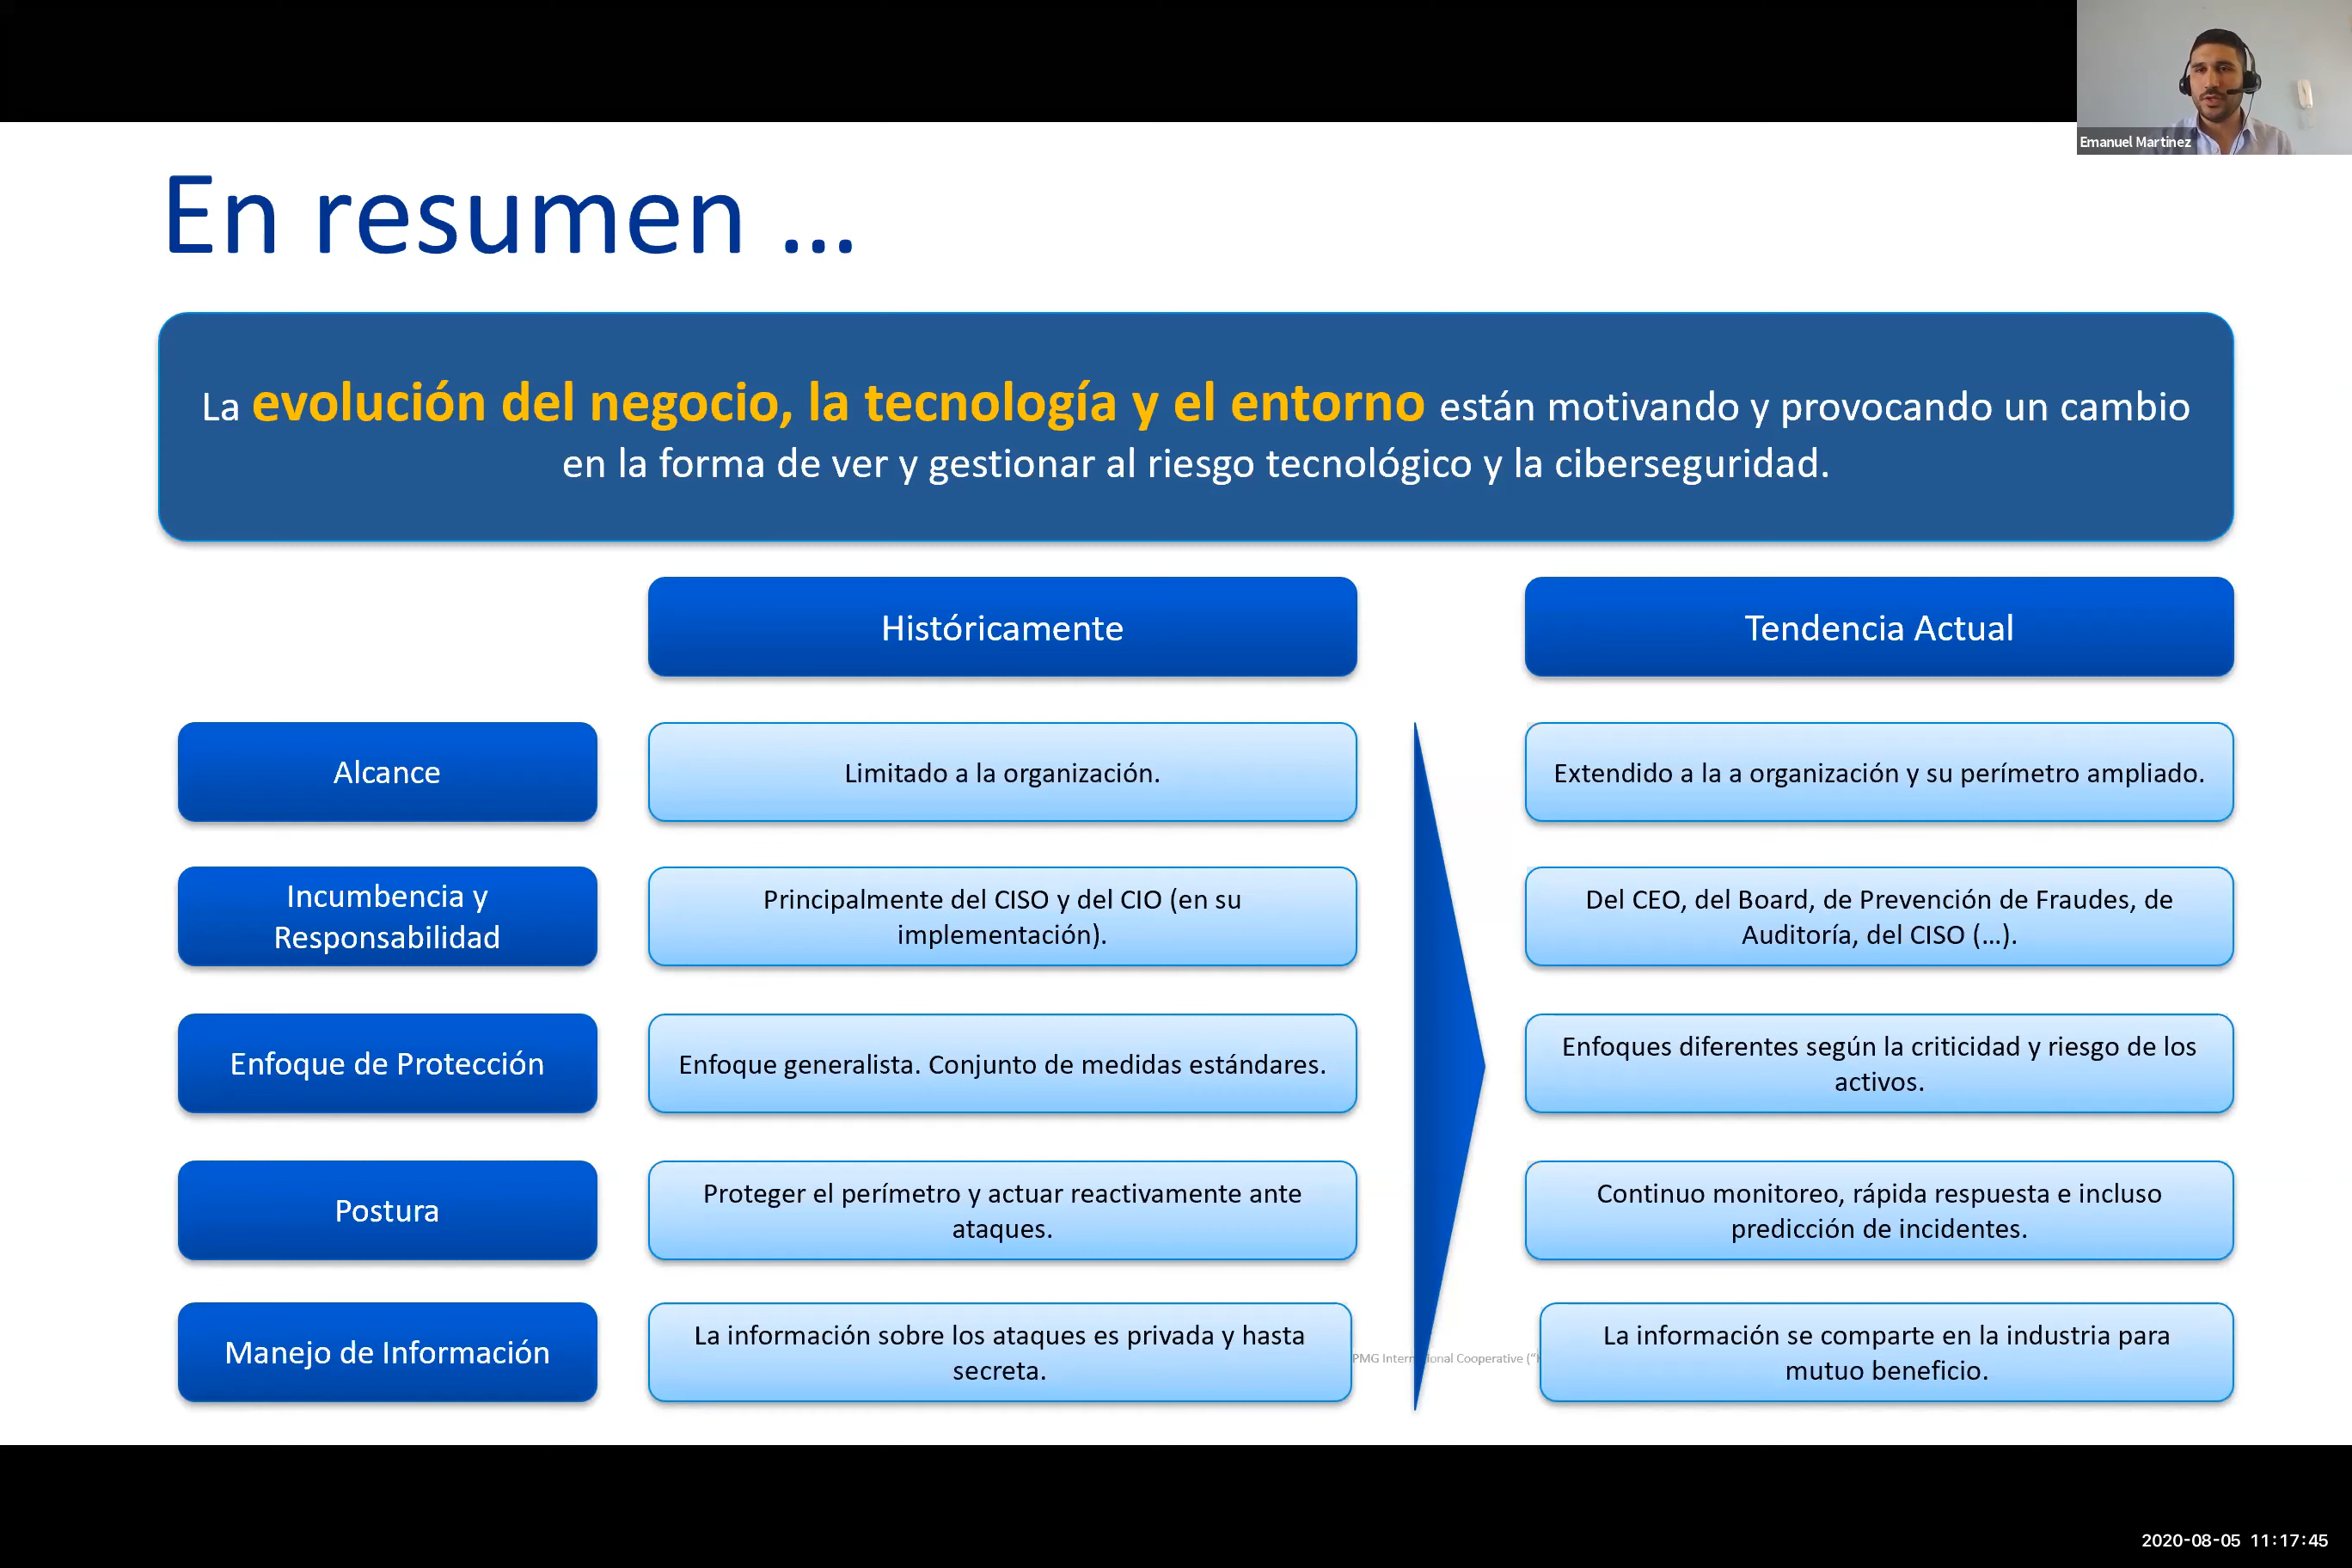 Emanuel Martinez
En resumen ...
La evolución del negocio, la tecnología y el entorno están motivando y provocando un cambio
en la forma de ver y gestionar al riesgo tecnológico y la ciberseguridad.
Históricamente
Tendencia Actual
Alcance
Limitado a la organización.
Extendido a la a organización y su perímetro ampliado.
Incumbencia y
Responsabilidad
Principalmente del CISO y del CIO (en su
implementación).
Del CEO, del Board, de Prevención de Fraudes, de
Auditoría, del CISO (...).
Enfoque de Protección
Enfoque generalista. Conjunto de medidas estándares.
Enfoques diferentes según la criticidad y riesgo de los
activos.
Postura
Proteger el perímetro y actuar reactivamente ante
ataques.
Continuo monitoreo, rápida respuesta e incluso
predicción de incidentes.
Manejo de Información
La información sobre los ataques es privada y hasta
secreta.
Cooperative
La información se comparte en la industria para
mutuo beneficio.
2020-08-05 11:17:45